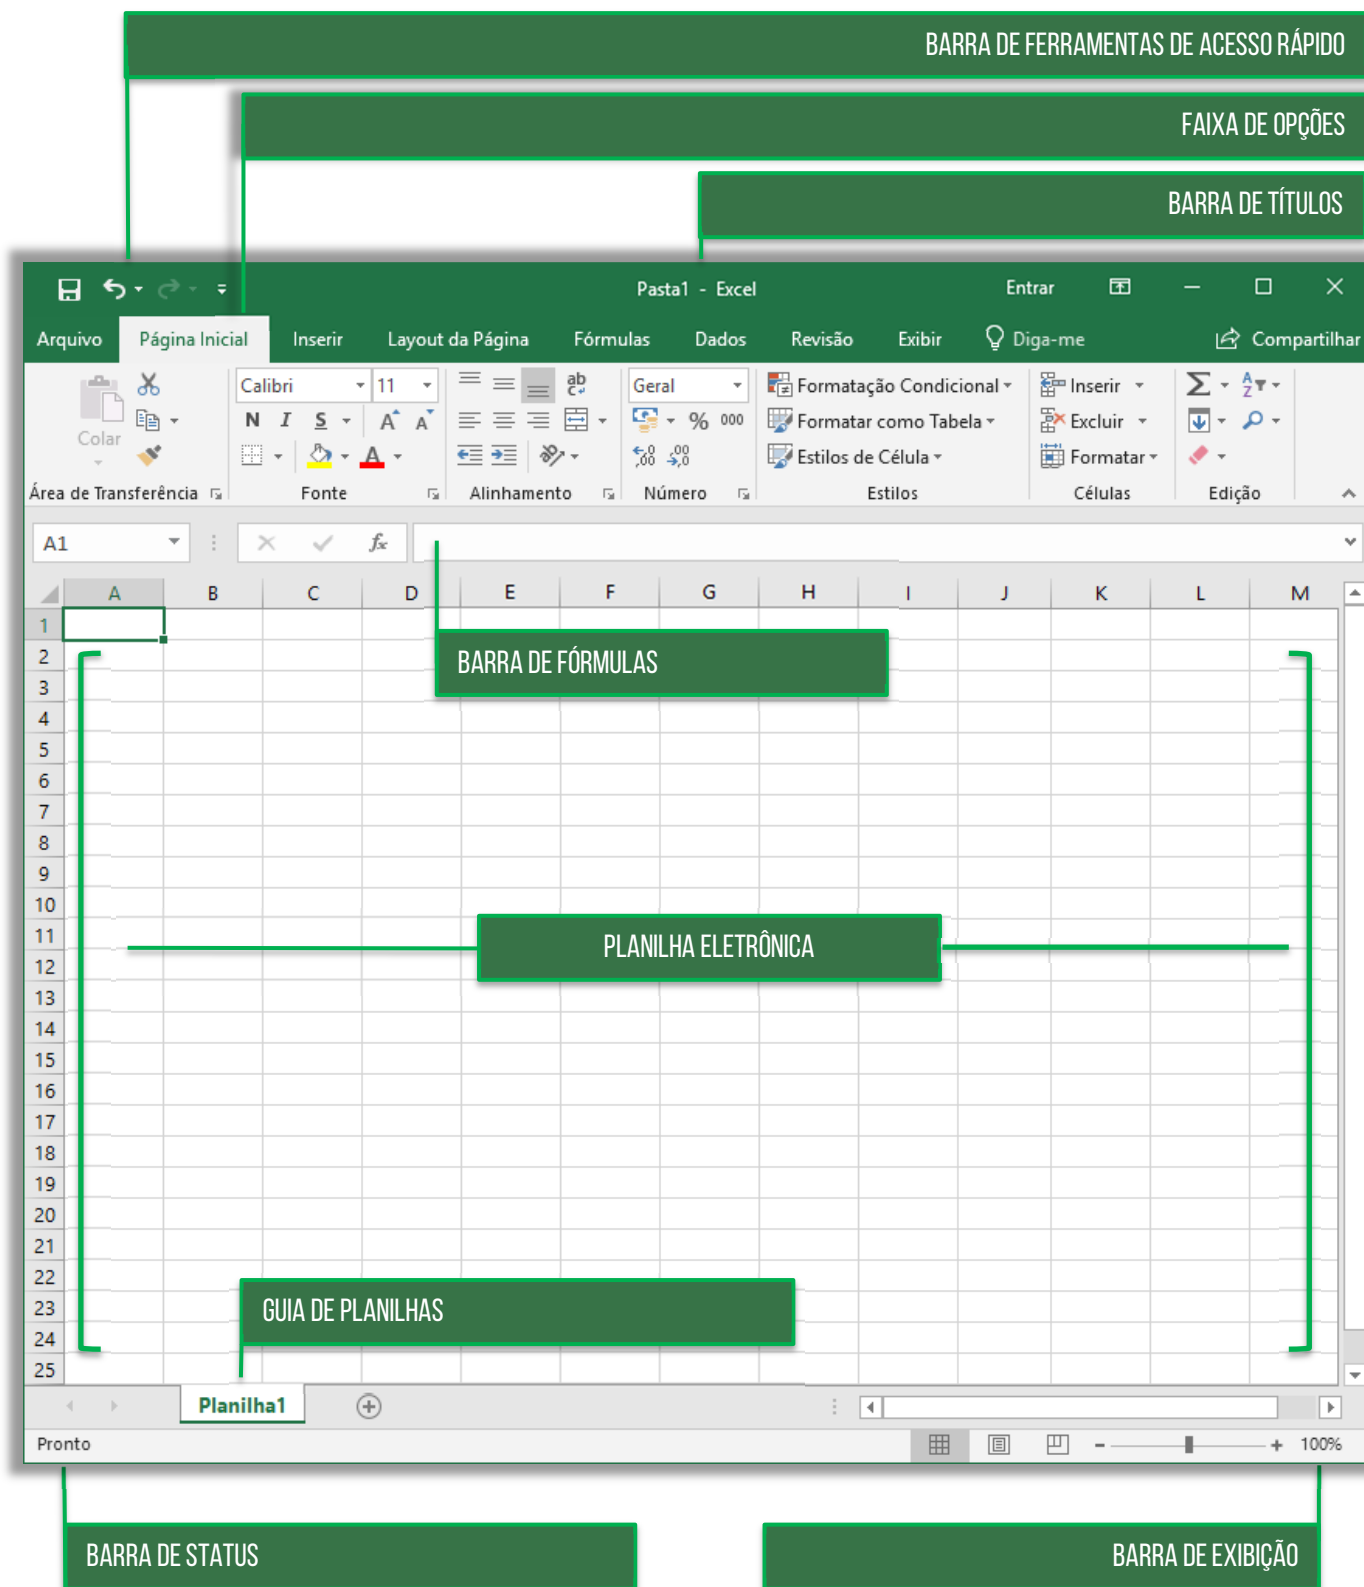 BARRA DE FERRAMENTAS DE ACESSO RÁPIDO
FAIXA DE OPÇÕES
BARRA DE TÍTULOS
Pasta1 - Excel Entrar
Arquivo Página Inicial Inserir Layout da Página Fórmulas Dados Revisão Exibir Diga-me Compartilhar
Calibri 11 ab Geral Formatação Condicional Inserir Σ AZ
Colar N I S A A % 000 Formatar como Tabela Excluir
A ,00 ,00 Estilos de Célula Formatar
Área de Transferência Fonte Alinhamento Número Estilos Células Edição
A1 fx
A B C D E F G H I J K L M
1
2
BARRA DE FÓRMULAS
3
4
5
6
7
8
9
10
11
PLANILHA ELETRÔNICA
12
13
14
15
16
17
18
19
20
21
22
23
GUIA DE PLANILHAS
24
25
Planilha1
Pronto - + 100%
BARRA DE STATUS
BARRA DE EXIBIÇÃO